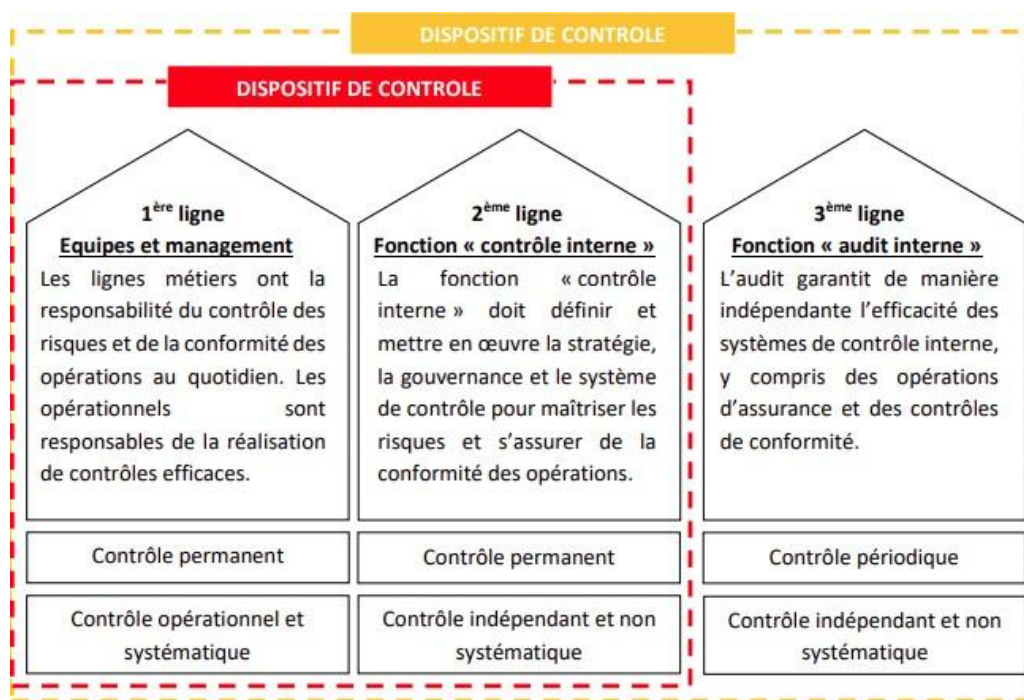 DISPOSITIF DE CONTROLE
DISPOSITIF DE CONTROLE
1ère ligne
Equipes et management
Les lignes métiers ont la
responsabilité du contrôle des
risques et de la conformité des
opérations au quotidien. Les
opérationnels sont
responsables de la réalisation
de contrôles efficaces.
Contrôle permanent
Contrôle opérationnel et
systématique
2ème ligne
Fonction « contrôle interne »
La fonction « contrôle
interne » doit définir et
mettre en œuvre la stratégie,
la gouvernance et le système
de contrôle pour maîtriser les
risques et s’assurer de la
conformité des opérations.
Contrôle permanent
Contrôle indépendant et non
systématique
3ème ligne
Fonction « audit interne »
L’audit garantit de manière
indépendante l’efficacité des
systèmes de contrôle interne,
y compris des opérations
d’assurance et des contrôles
de conformité.
Contrôle périodique
Contrôle indépendant et non
systématique